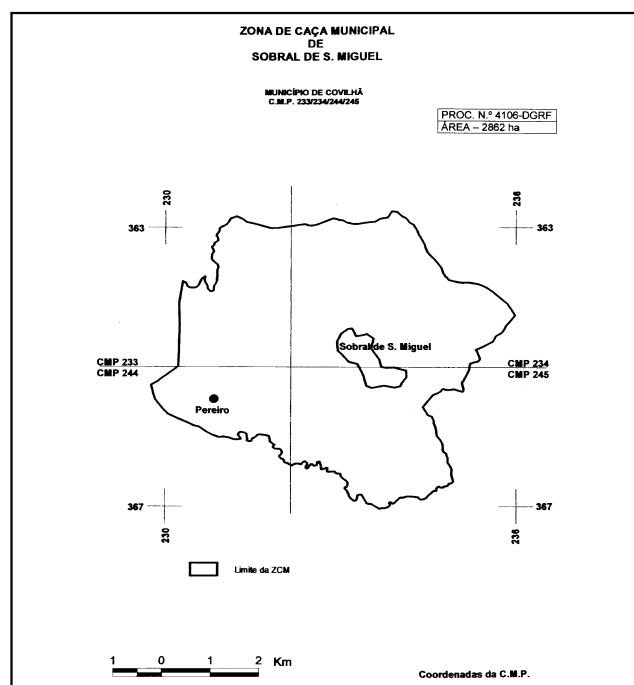 ZONA DE CAÇA MUNICIPAL
DE
SOBRAL DE S. MIGUEL
MUNICÍPIO DE COVILHÃ
C.M.P. 233/234/244/245
PROC. N.º 4106-DGRF
ÁREA – 2862 ha
230
236
363
363
Sobral de S. Miguel
CMP 233
CMP 234
CMP 244
CMP 245
Pereiro
367
367
230
236
Limite da ZCM
1 0 1 2 Km
Coordenadas da C.M.P.